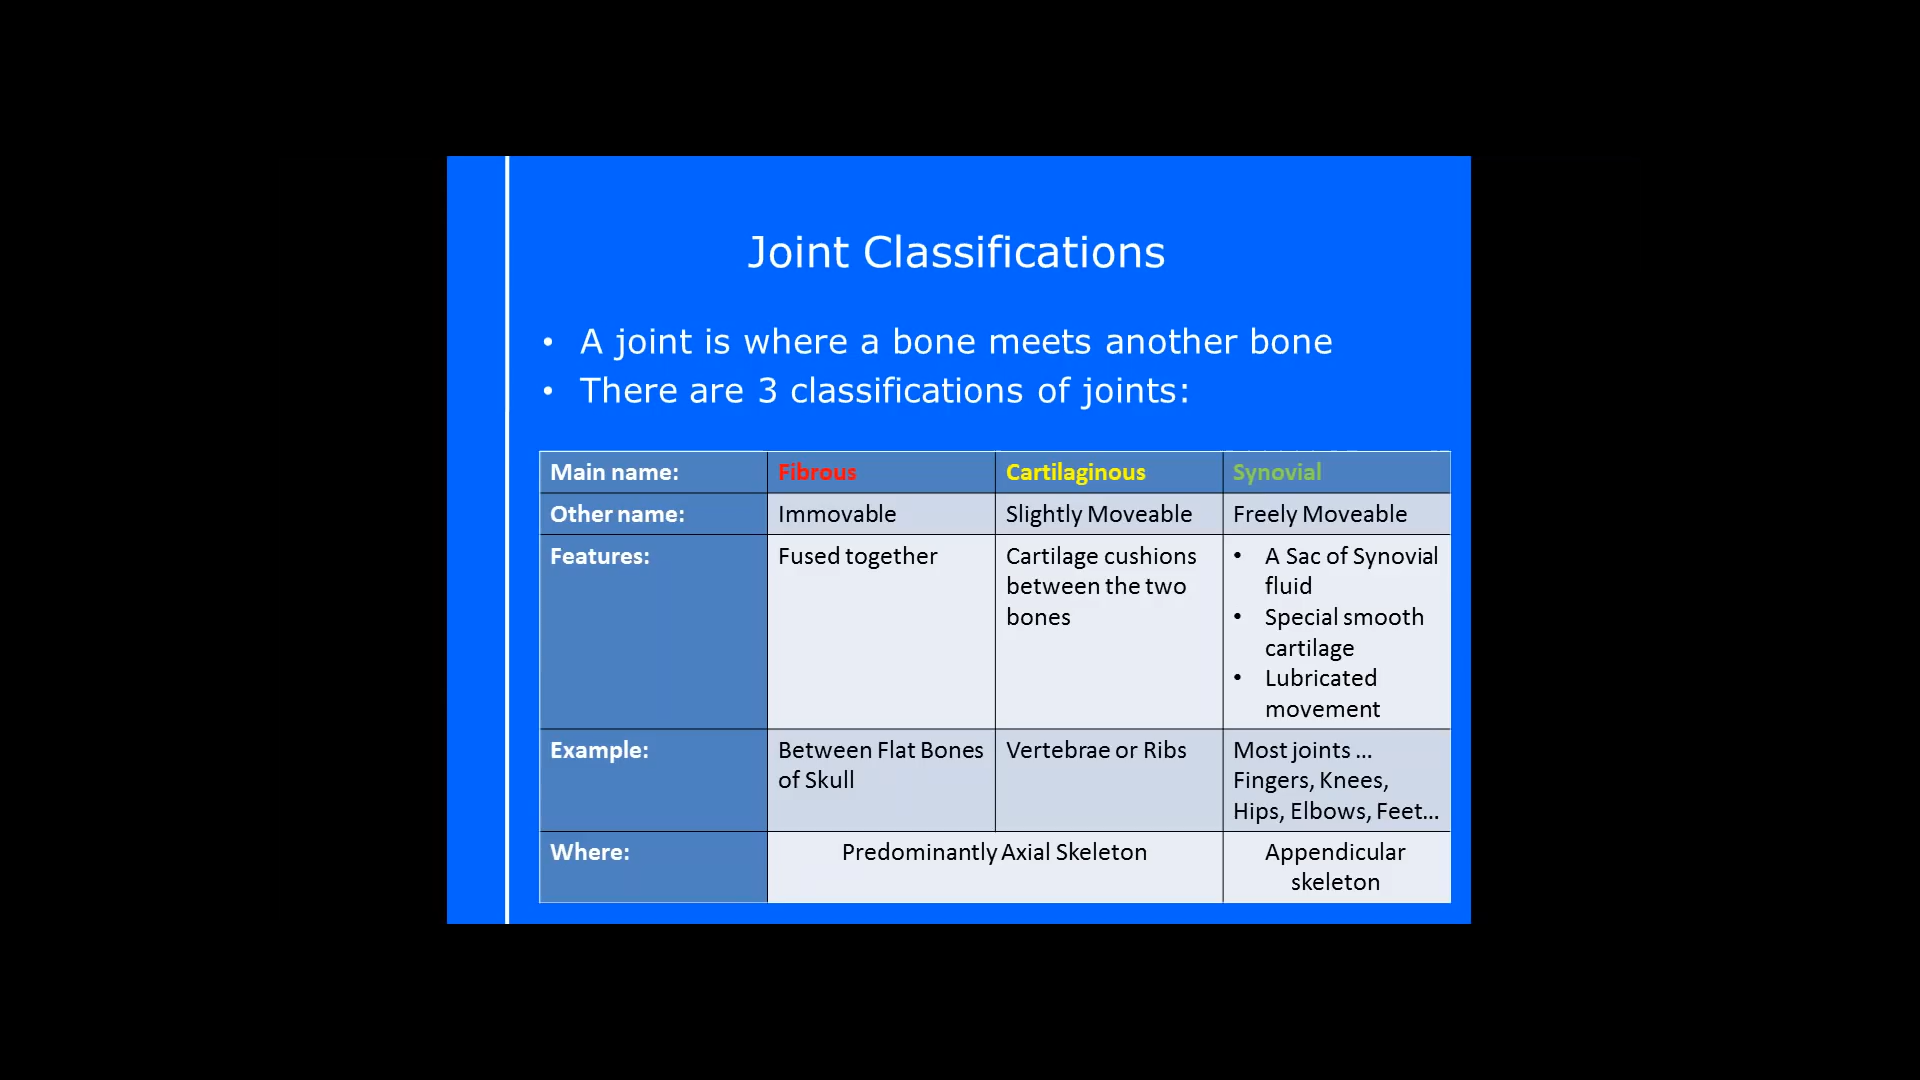 Joint Classifications
• A joint is where a bone meets another bone
• There are 3 classifications of joints:
Main name: Fibrous Cartilaginous Synovial
Other name: Immovable Slightly Moveable Freely Moveable
Features: Fused together Cartilage cushions • A Sac of Synovial
between the two fluid
bones • Special smooth
cartilage
• Lubricated
movement
Example: Between Flat Bones Vertebrae or Ribs Most joints ...
of Skull Fingers, Knees,
Hips, Elbows, Feet...
Where: Predominantly Axial Skeleton Appendicular
skeleton